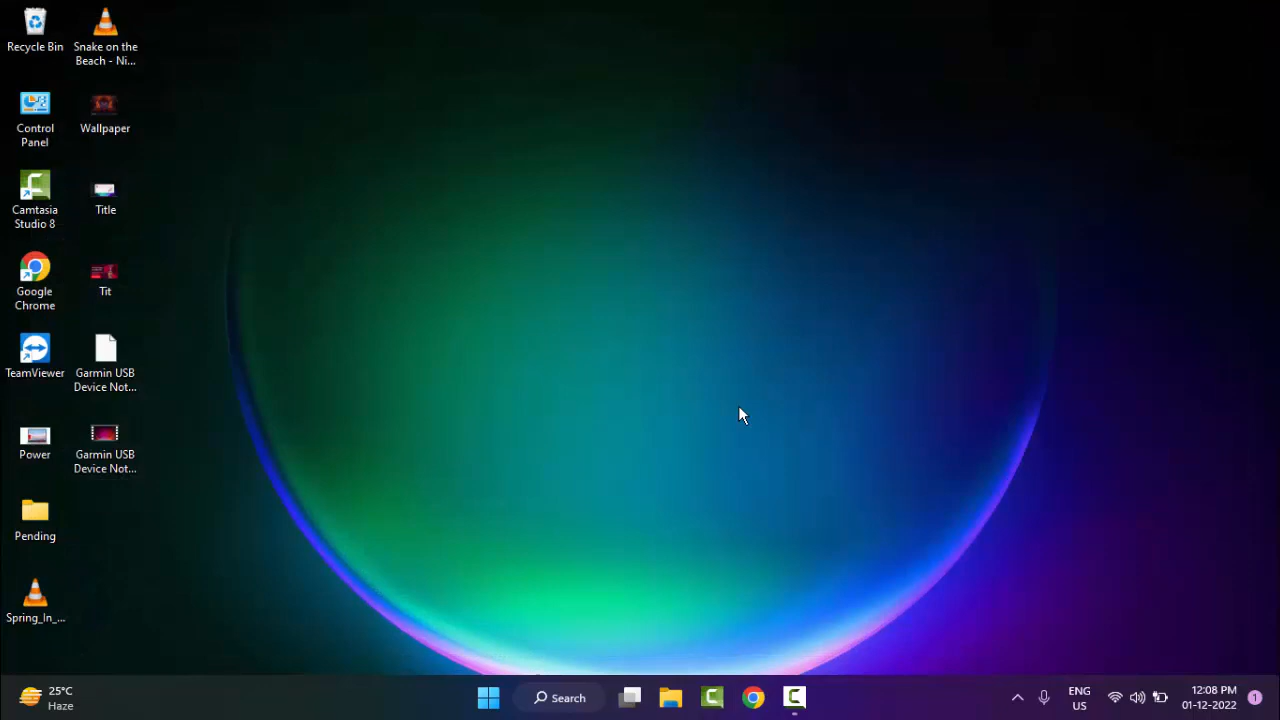 Recycle Bin
Snake on the
Beach - Ni...
Control
Panel
Wallpaper
Camtasia
Studio 8
Title
Google
Chrome
Tit
TeamViewer
Garmin USB
Device Not...
Power
Garmin USB
Device Not...
Pending
Spring_In_...
25°C
Haze
Search
ENG
US
12:08 PM
01-12-2022
1